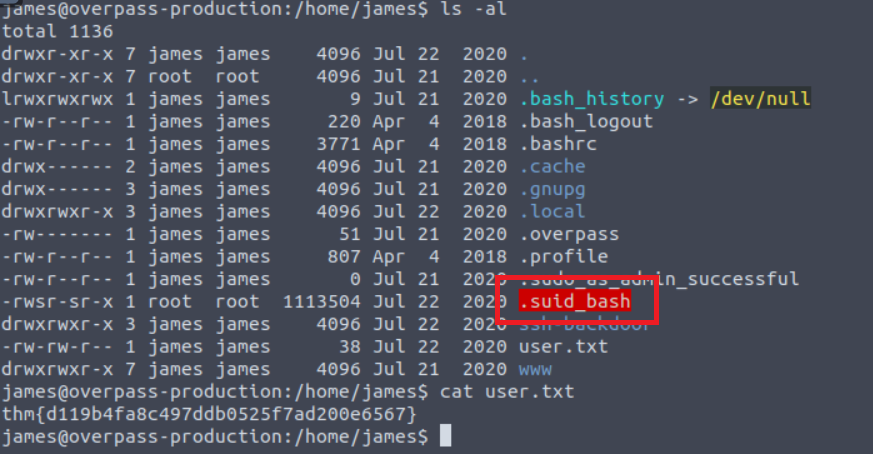 james@overpass-production:/home/james$ ls -al
total 1136
drwxr-xr-x 7 james james    4096 Jul 22  2020 .
drwxr-xr-x 7 root  root     4096 Jul 21  2020 ..
lrwxrwxrwx 1 james james       9 Jul 21  2020 .bash_history -> /dev/null
-rw-r--r-- 1 james james     220 Apr  4  2018 .bash_logout
-rw-r--r-- 1 james james    3771 Apr  4  2018 .bashrc
drwx------ 2 james james    4096 Jul 21  2020 .cache
drwx------ 3 james james    4096 Jul 21  2020 .gnupg
drwxrwxr-x 3 james james    4096 Jul 22  2020 .local
-rw------- 1 james james      51 Jul 21  2020 .overpass
-rw-r--r-- 1 james james     807 Apr  4  2018 .profile
-rw-r--r-- 1 james james       0 Jul 21  2020 .sudo_as_admin_successful
-rwsr-sr-x 1 root  root  1113504 Jul 22  2020 .suid_bash
drwxrwxr-x 3 james james    4096 Jul 22  2020 ssh-backdoor
-rw-rw-r-- 1 james james      38 Jul 22  2020 user.txt
drwxrwxr-x 7 james james    4096 Jul 21  2020 www
james@overpass-production:/home/james$ cat user.txt
thm{d119b4fa8c497ddb0525f7ad200e6567}
james@overpass-production:/home/james$